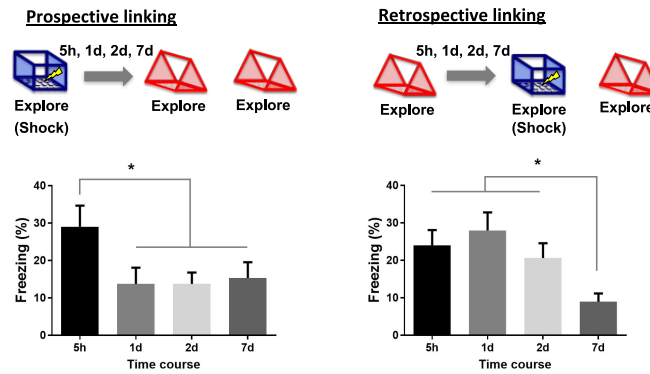 Prospective linking
5h, 1d, 2d, 7d
Explore
(Shock)
Explore
Explore
*
40
30
20
10
0
Freezing (%)
5h 1d 2d 7d
Time course
Retrospective linking
5h, 1d, 2d, 7d
Explore
Explore
(Shock)
Explore
*
40
30
20
10
0
Freezing (%)
5h 1d 2d 7d
Time course